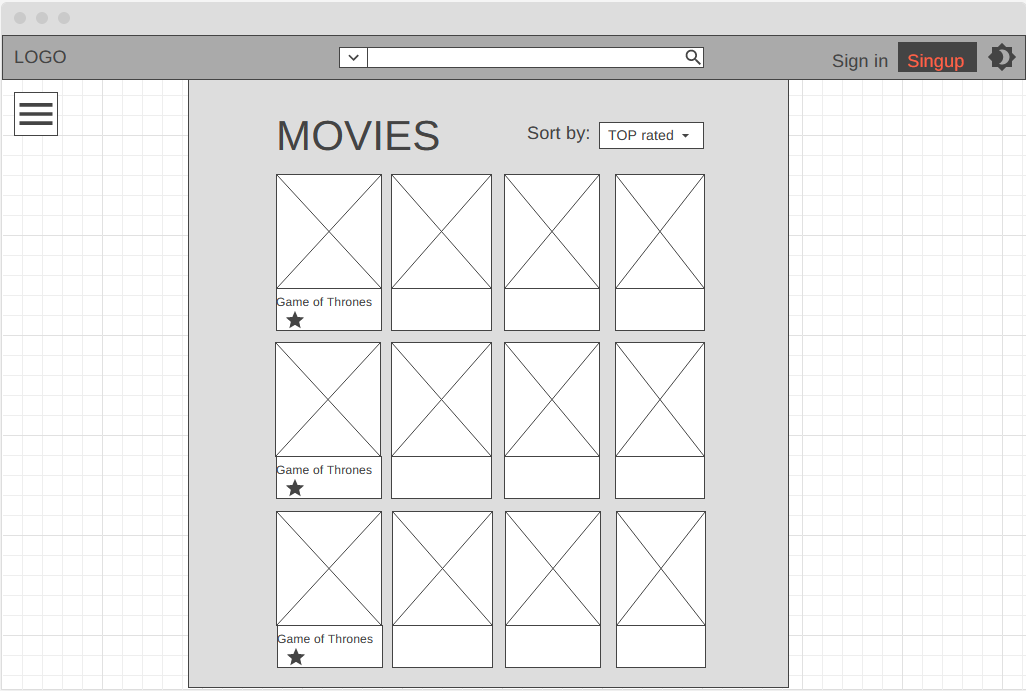 LOGO
Sign in
Singup
MOVIES
Sort by:
TOP rated
Game of Thrones
Game of Thrones
Game of Thrones